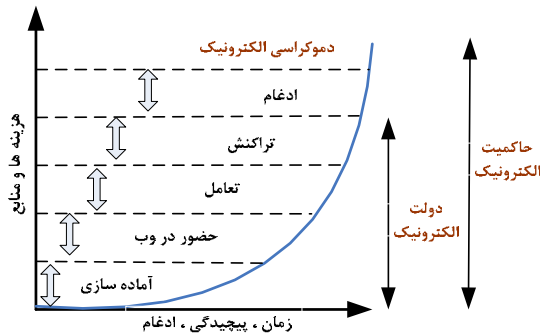 دموکراسی الکترونیک
ادغام
تراکنش
تعامل
حضور در وب
آماده سازی
هزینه ها و منابع
زمان ، پیچیدگی ، ادغام
دولت
الکترونیک
حاکمیت
الکترونیک